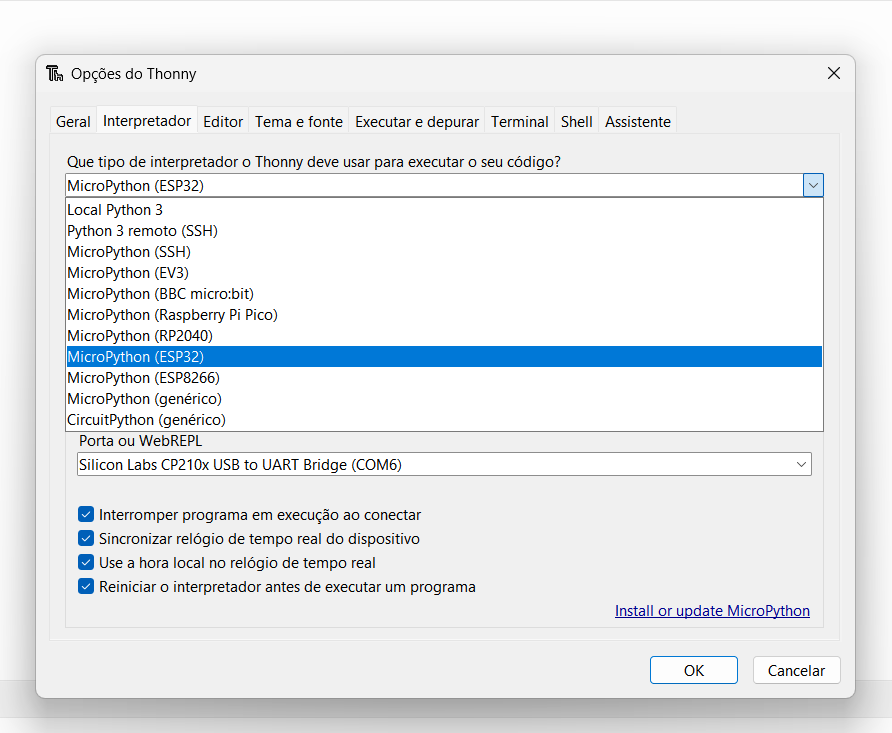 Opções do Thonny
Geral Interpretador Editor Tema e fonte Executar e depurar Terminal Shell Assistente
Que tipo de interpretador o Thonny deve usar para executar o seu código?
MicroPython (ESP32)
Local Python 3
Python 3 remoto (SSH)
MicroPython (SSH)
MicroPython (EV3)
MicroPython (BBC micro:bit)
MicroPython (Raspberry Pi Pico)
MicroPython (RP2040)
MicroPython (ESP32)
MicroPython (ESP8266)
MicroPython (genérico)
CircuitPython (genérico)
Porta ou WebREPL
Silicon Labs CP210x USB to UART Bridge (COM6)
Interromper programa em execução ao conectar
Sincronizar relógio de tempo real do dispositivo
Use a hora local no relógio de tempo real
Reiniciar o interpretador antes de executar um programa
Install or update MicroPython
OK Cancelar